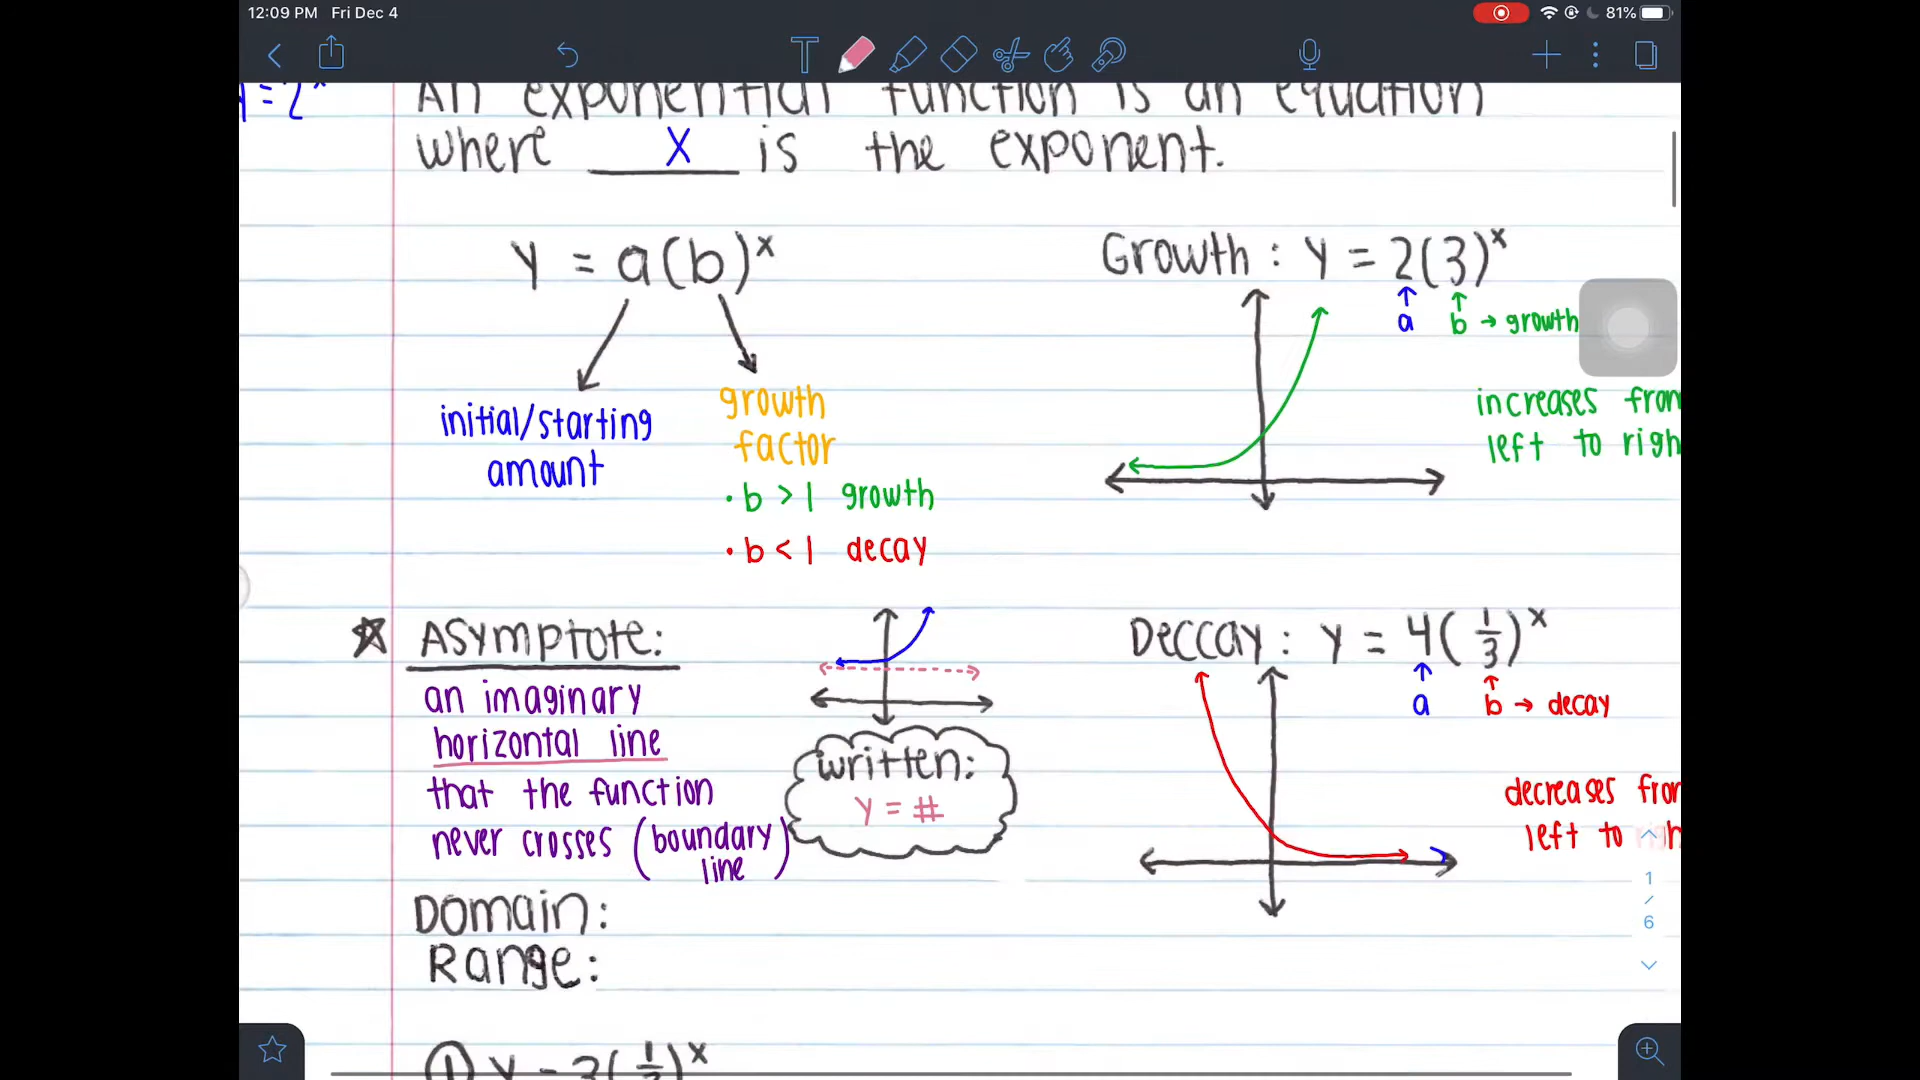 12:09 PM Fri Dec 4
81%
An exponential function is an equation
where X is the exponent.
y = a(b)^x
initial/starting
amount
growth
factor
• b > 1 growth
• b < 1 decay
Growth : y = 2(3)^x
a b → growth
increases from
left to righ
☆ Asymptote:
an imaginary
horizontal line
that the function
never crosses (boundary
line)
written:
y = #
Deccay : y = 4(1/3)^x
a b → decay
decreases from
left to righ
Domain:
Range:
1
/
6